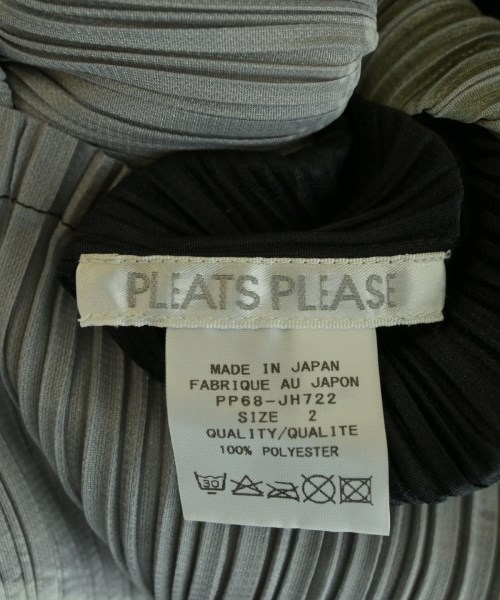 PLEATS PLEASE
MADE IN JAPAN
FABRIQUE AU JAPON
PP68-JH722
SIZE 2
QUALITY/QUALITE
100% POLYESTER
30